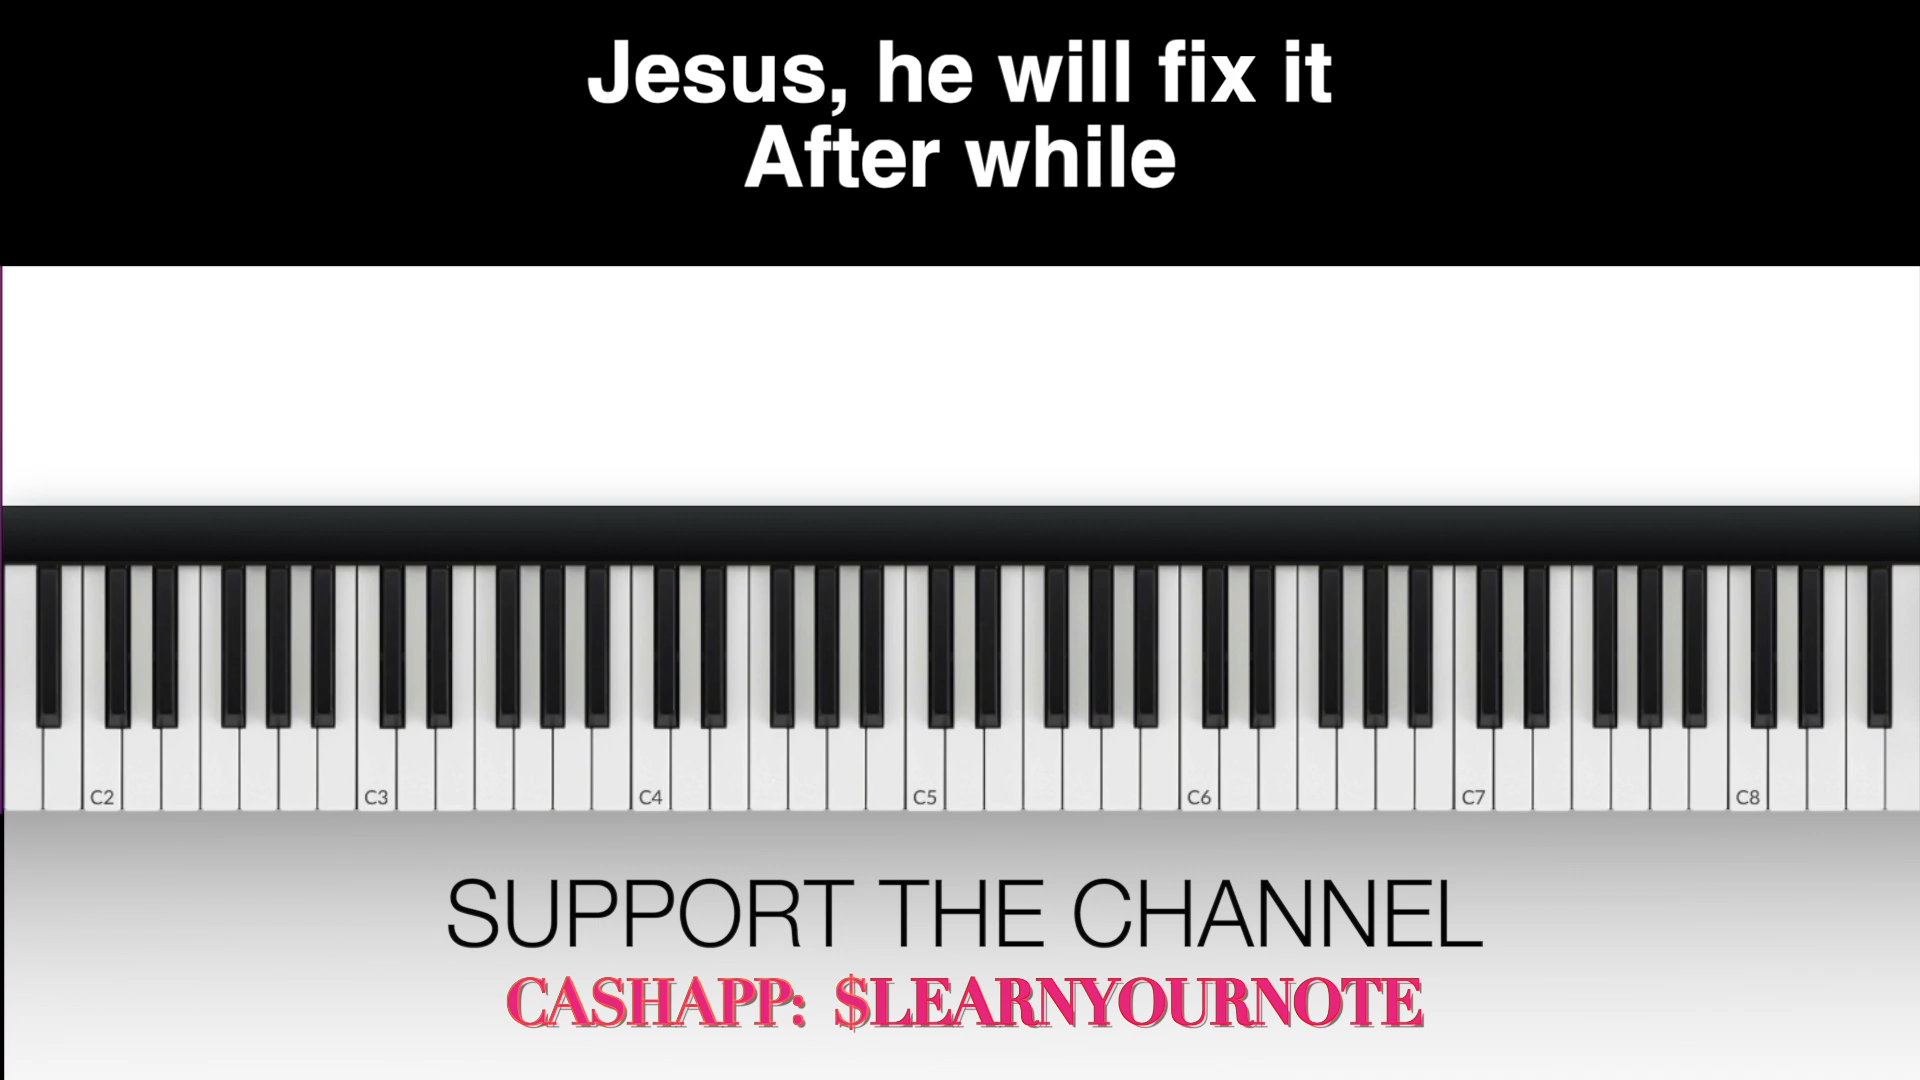 Jesus, he will fix it
After while
C2 C3 C4 C5 C6 C7 C8
SUPPORT THE CHANNEL
CASHAPP: $LEARNYOURNOTE